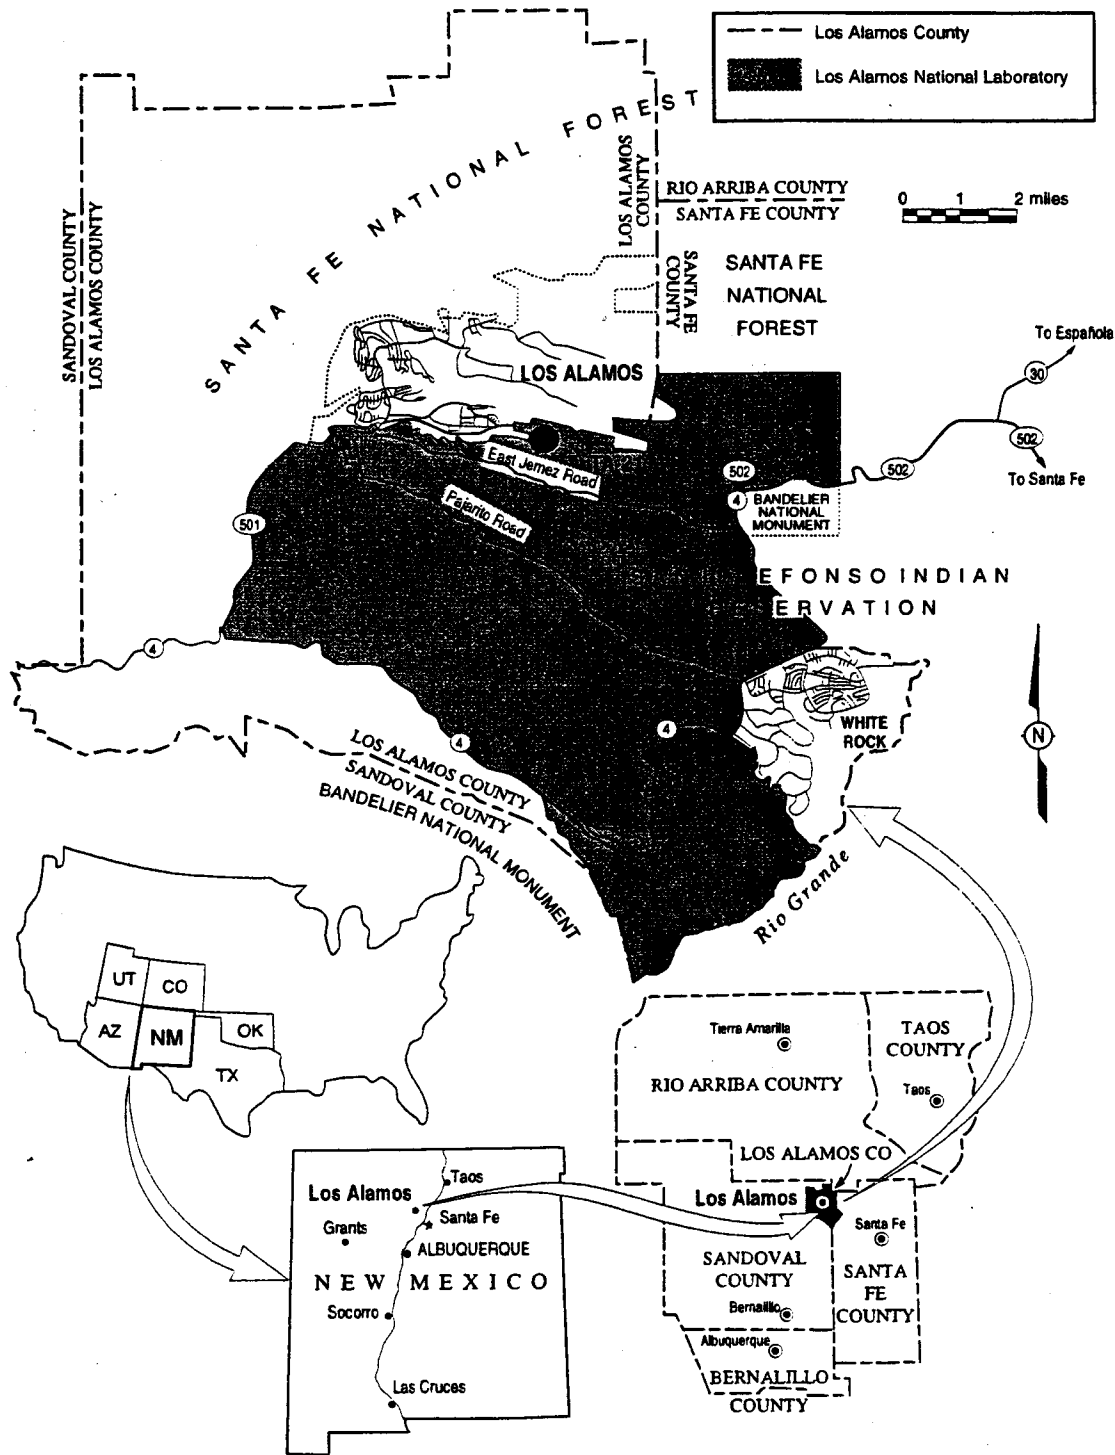 Los Alamos County
Los Alamos National Laboratory
SANTA FE NATIONAL FOREST
SANDOVAL COUNTY
LOS ALAMOS COUNTY
LOS ALAMOS
COUNTY
RIO ARRIBA COUNTY
SANTA FE COUNTY
0 1 2 miles
SANTA FE
COUNTY
SANTA FE
NATIONAL
FOREST
To Española
30
502
To Santa Fe
502
LOS ALAMOS
East Jemez Road
Pajarito Road
501
502
4
BANDELIER
NATIONAL
MONUMENT
EFONSO INDIAN
ERVATION
4
4
4
WHITE
ROCK
N
LOS ALAMOS COUNTY
SANDOVAL COUNTY
BANDELIER NATIONAL MONUMENT
Rio Grande
UT
CO
AZ
NM
OK
TX
Tierra Amarilla
TAOS
COUNTY
RIO ARRIBA COUNTY
Taos
LOS ALAMOS CO
Los Alamos
Santa Fe
SANDOVAL
COUNTY
SANTA
FE
COUNTY
Bernalillo
Albuquerque
BERNALILLO
COUNTY
Taos
Los Alamos
Santa Fe
Grants
ALBUQUERQUE
NEW MEXICO
Socorro
Las Cruces